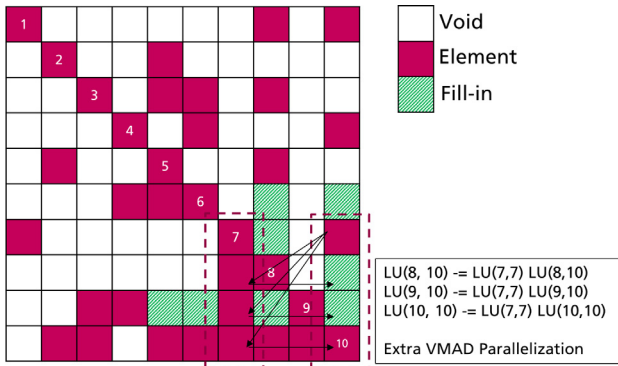 1
2
3
4
5
6
7
8
9
10
Void
Element
Fill-in
LU(8, 10) -= LU(7,7) LU(8,10)
LU(9, 10) -= LU(7,7) LU(9,10)
LU(10, 10) -= LU(7,7) LU(10,10)
Extra VMAD Parallelization